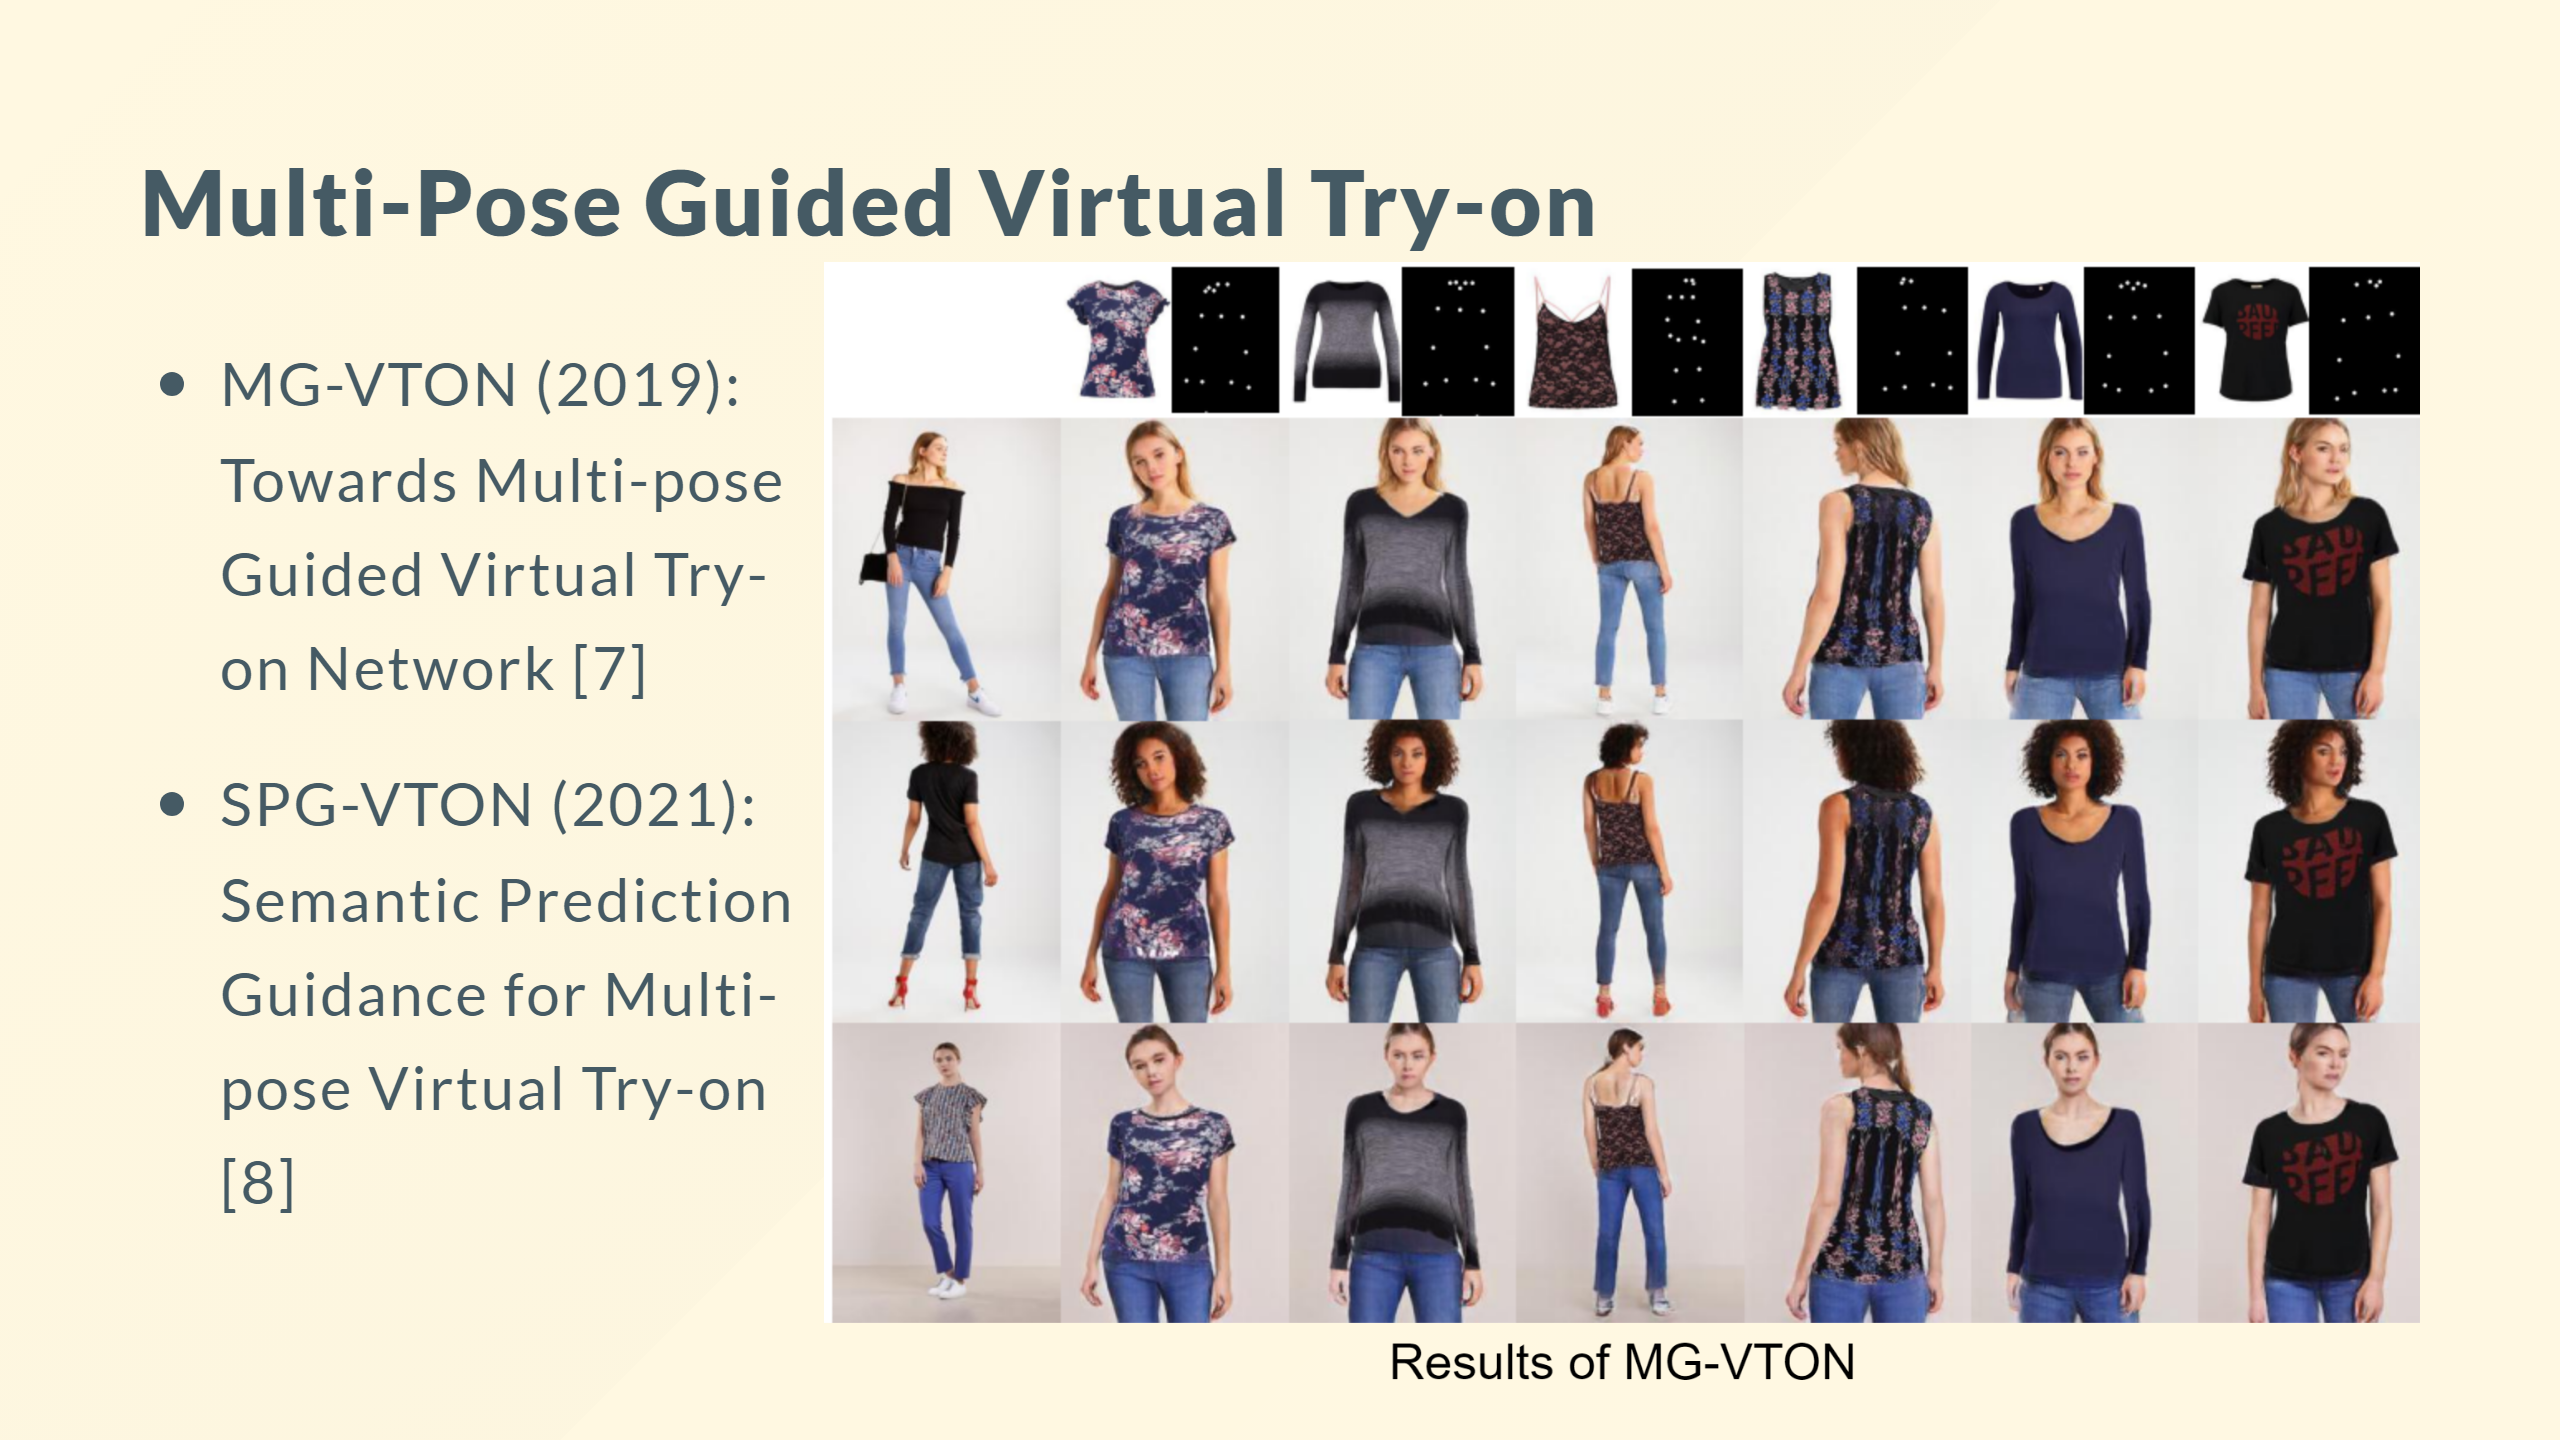 Multi-Pose Guided Virtual Try-on
• MG-VTON (2019):
Towards Multi-pose
Guided Virtual Try-
on Network [7]
• SPG-VTON (2021):
Semantic Prediction
Guidance for Multi-
pose Virtual Try-on
[8]
Results of MG-VTON